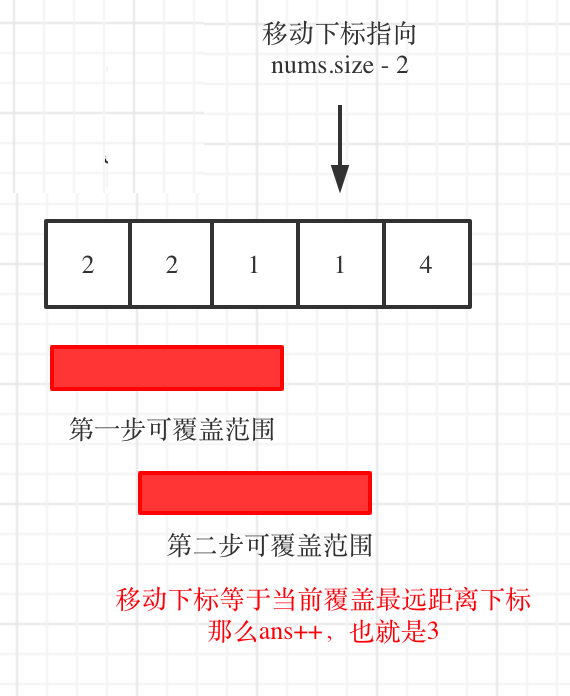 移动下标指向
nums.size - 2
2 2 1 1 4
第一步可覆盖范围
第二步可覆盖范围
移动下标等于当前覆盖最远距离下标
那么ans++，也就是3